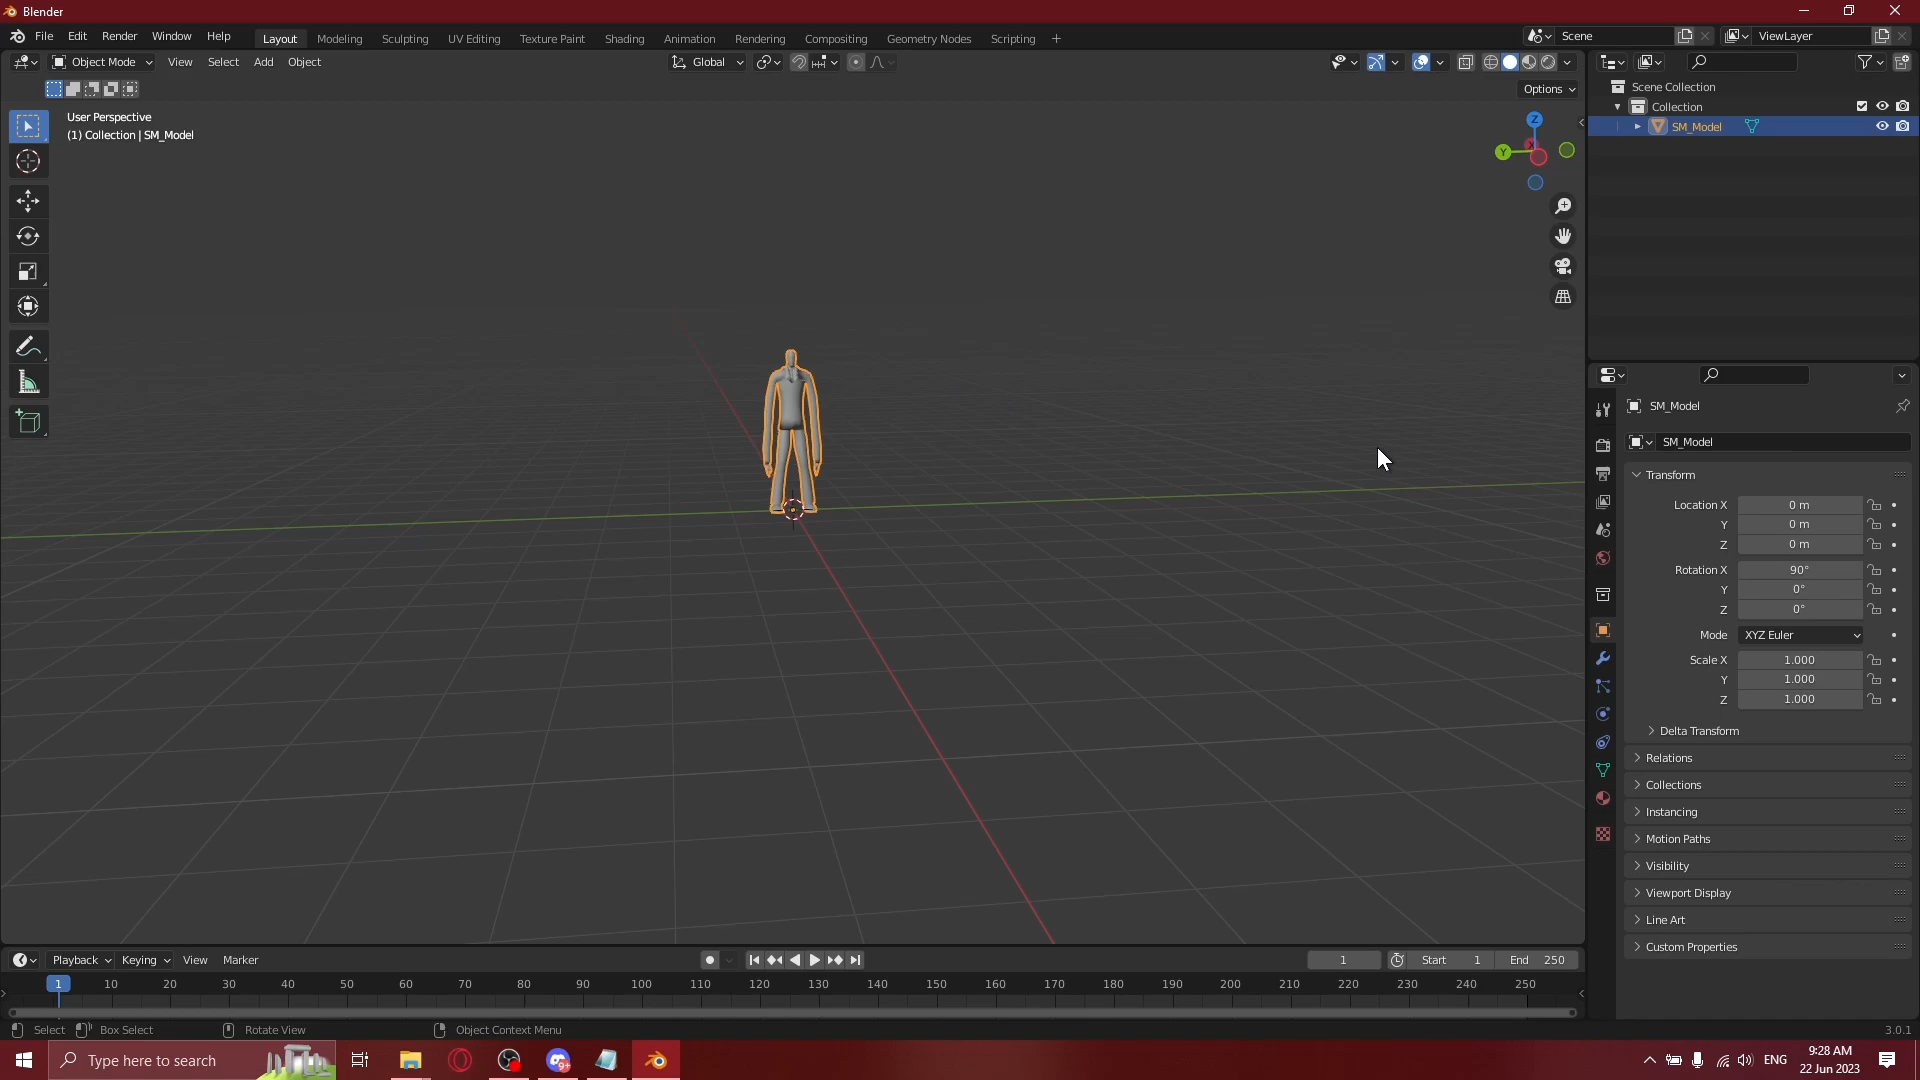 Blender
File Edit Render Window Help Layout Modeling Sculpting UV Editing Texture Paint Shading Animation Rendering Compositing Geometry Nodes Scripting + Scene ViewLayer
Object Mode View Select Add Object Global
Options
User Perspective
(1) Collection | SM_Model
Z
Y
Scene Collection
Collection
SM_Model
SM_Model
SM_Model
Transform
Location X 0 m
Y 0 m
Z 0 m
Rotation X 90°
Y 0°
Z 0°
Mode XYZ Euler
Scale X 1.000
Y 1.000
Z 1.000
Delta Transform
Relations
Collections
Instancing
Motion Paths
Visibility
Viewport Display
Line Art
Custom Properties
Playback Keying View Marker 1 Start 1 End 250
1 10 20 30 40 50 60 70 80 90 100 110 120 130 140 150 160 170 180 190 200 210 220 230 240 250
Select Box Select Rotate View Object Context Menu 3.0.1
Type here to search 9+ ENG 9:28 AM
22 Jun 2023